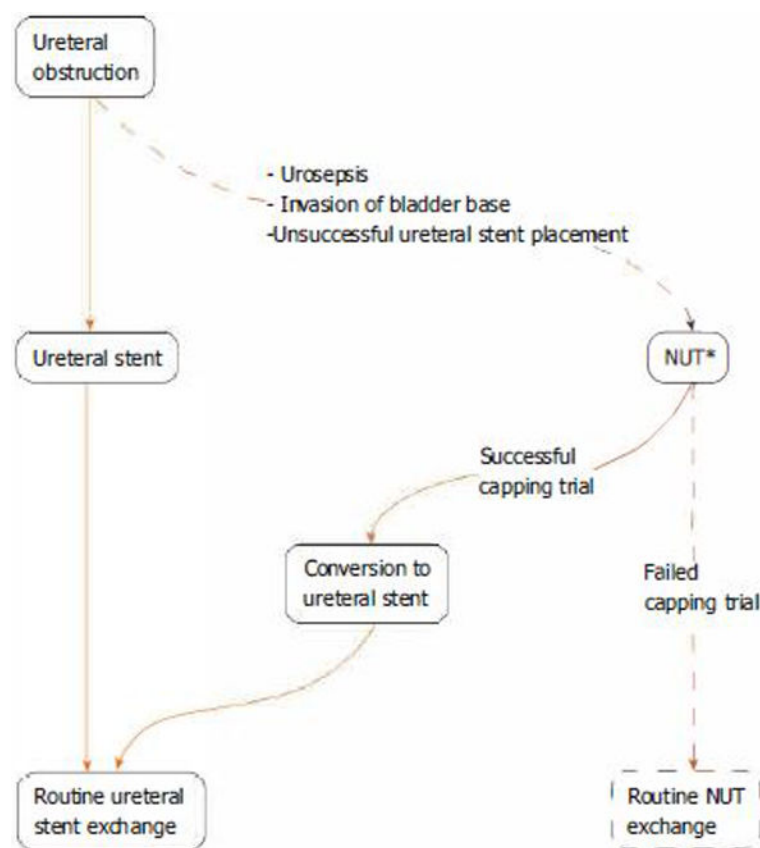 Ureteral
obstruction
- Urosepsis
- Invasion of bladder base
-Unsuccessful ureteral stent placement
Ureteral stent
NUT*
Successful
capping trial
Conversion to
ureteral stent
Failed
capping trial
Routine ureteral
stent exchange
Routine NUT
exchange